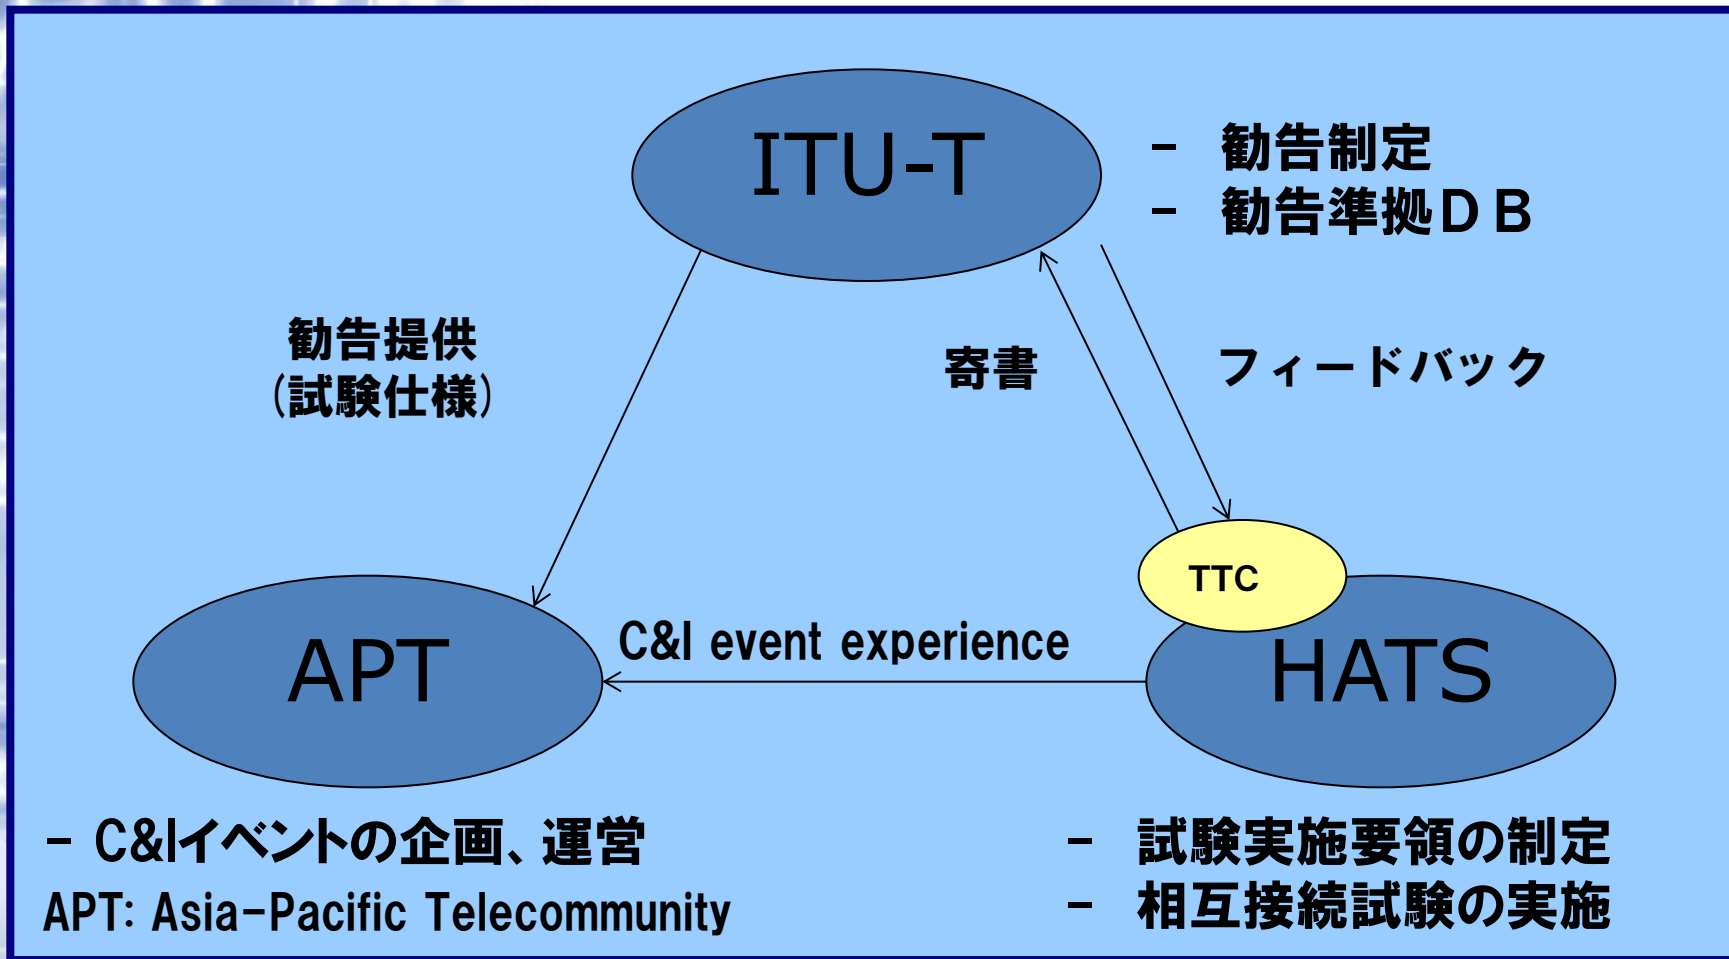 ITU-T
- 勧告制定
- 勧告準拠ＤＢ
勧告提供
(試験仕様)
寄書
フィードバック
TTC
C&I event experience
APT
HATS
- C&Iイベントの企画、運営
APT: Asia-Pacific Telecommunity
- 試験実施要領の制定
- 相互接続試験の実施